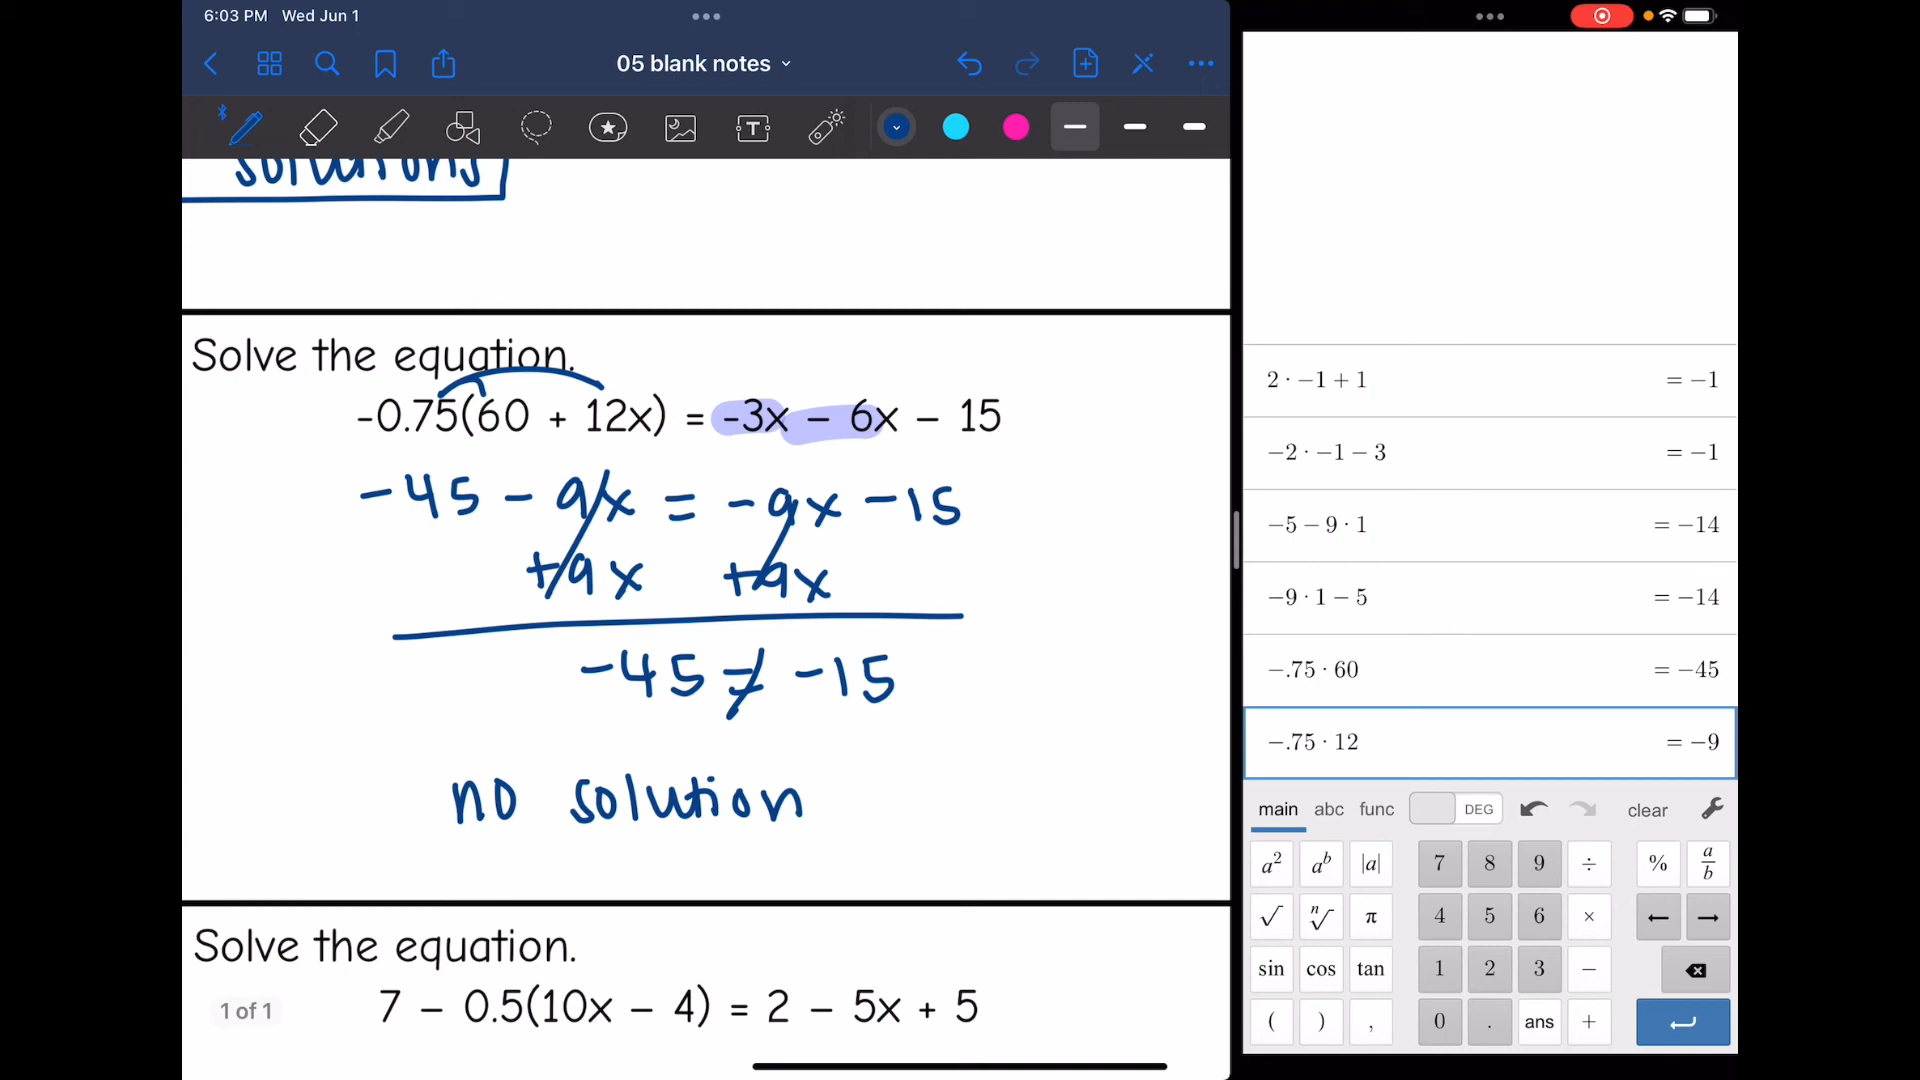 6:03 PM Wed Jun 1
05 blank notes
solutions
Solve the equation.
-0.75(60 + 12x) = -3x – 6x – 15
-45 - 9x = -9x -15
+9x +9x
-45 ≠ -15
no solution
Solve the equation.
7 – 0.5(10x – 4) = 2 – 5x + 5
1 of 1
2 · −1 + 1 = −1
−2 · −1 − 3 = −1
−5 − 9 · 1 = −14
−9 · 1 − 5 = −14
−.75 · 60 = −45
−.75 · 12 = −9
main abc func DEG clear
a² aᵇ |a| 7 8 9 ÷ % a/b
√ ⁿ√ π 4 5 6 × ← →
sin cos tan 1 2 3 −
( ) , 0 . ans +